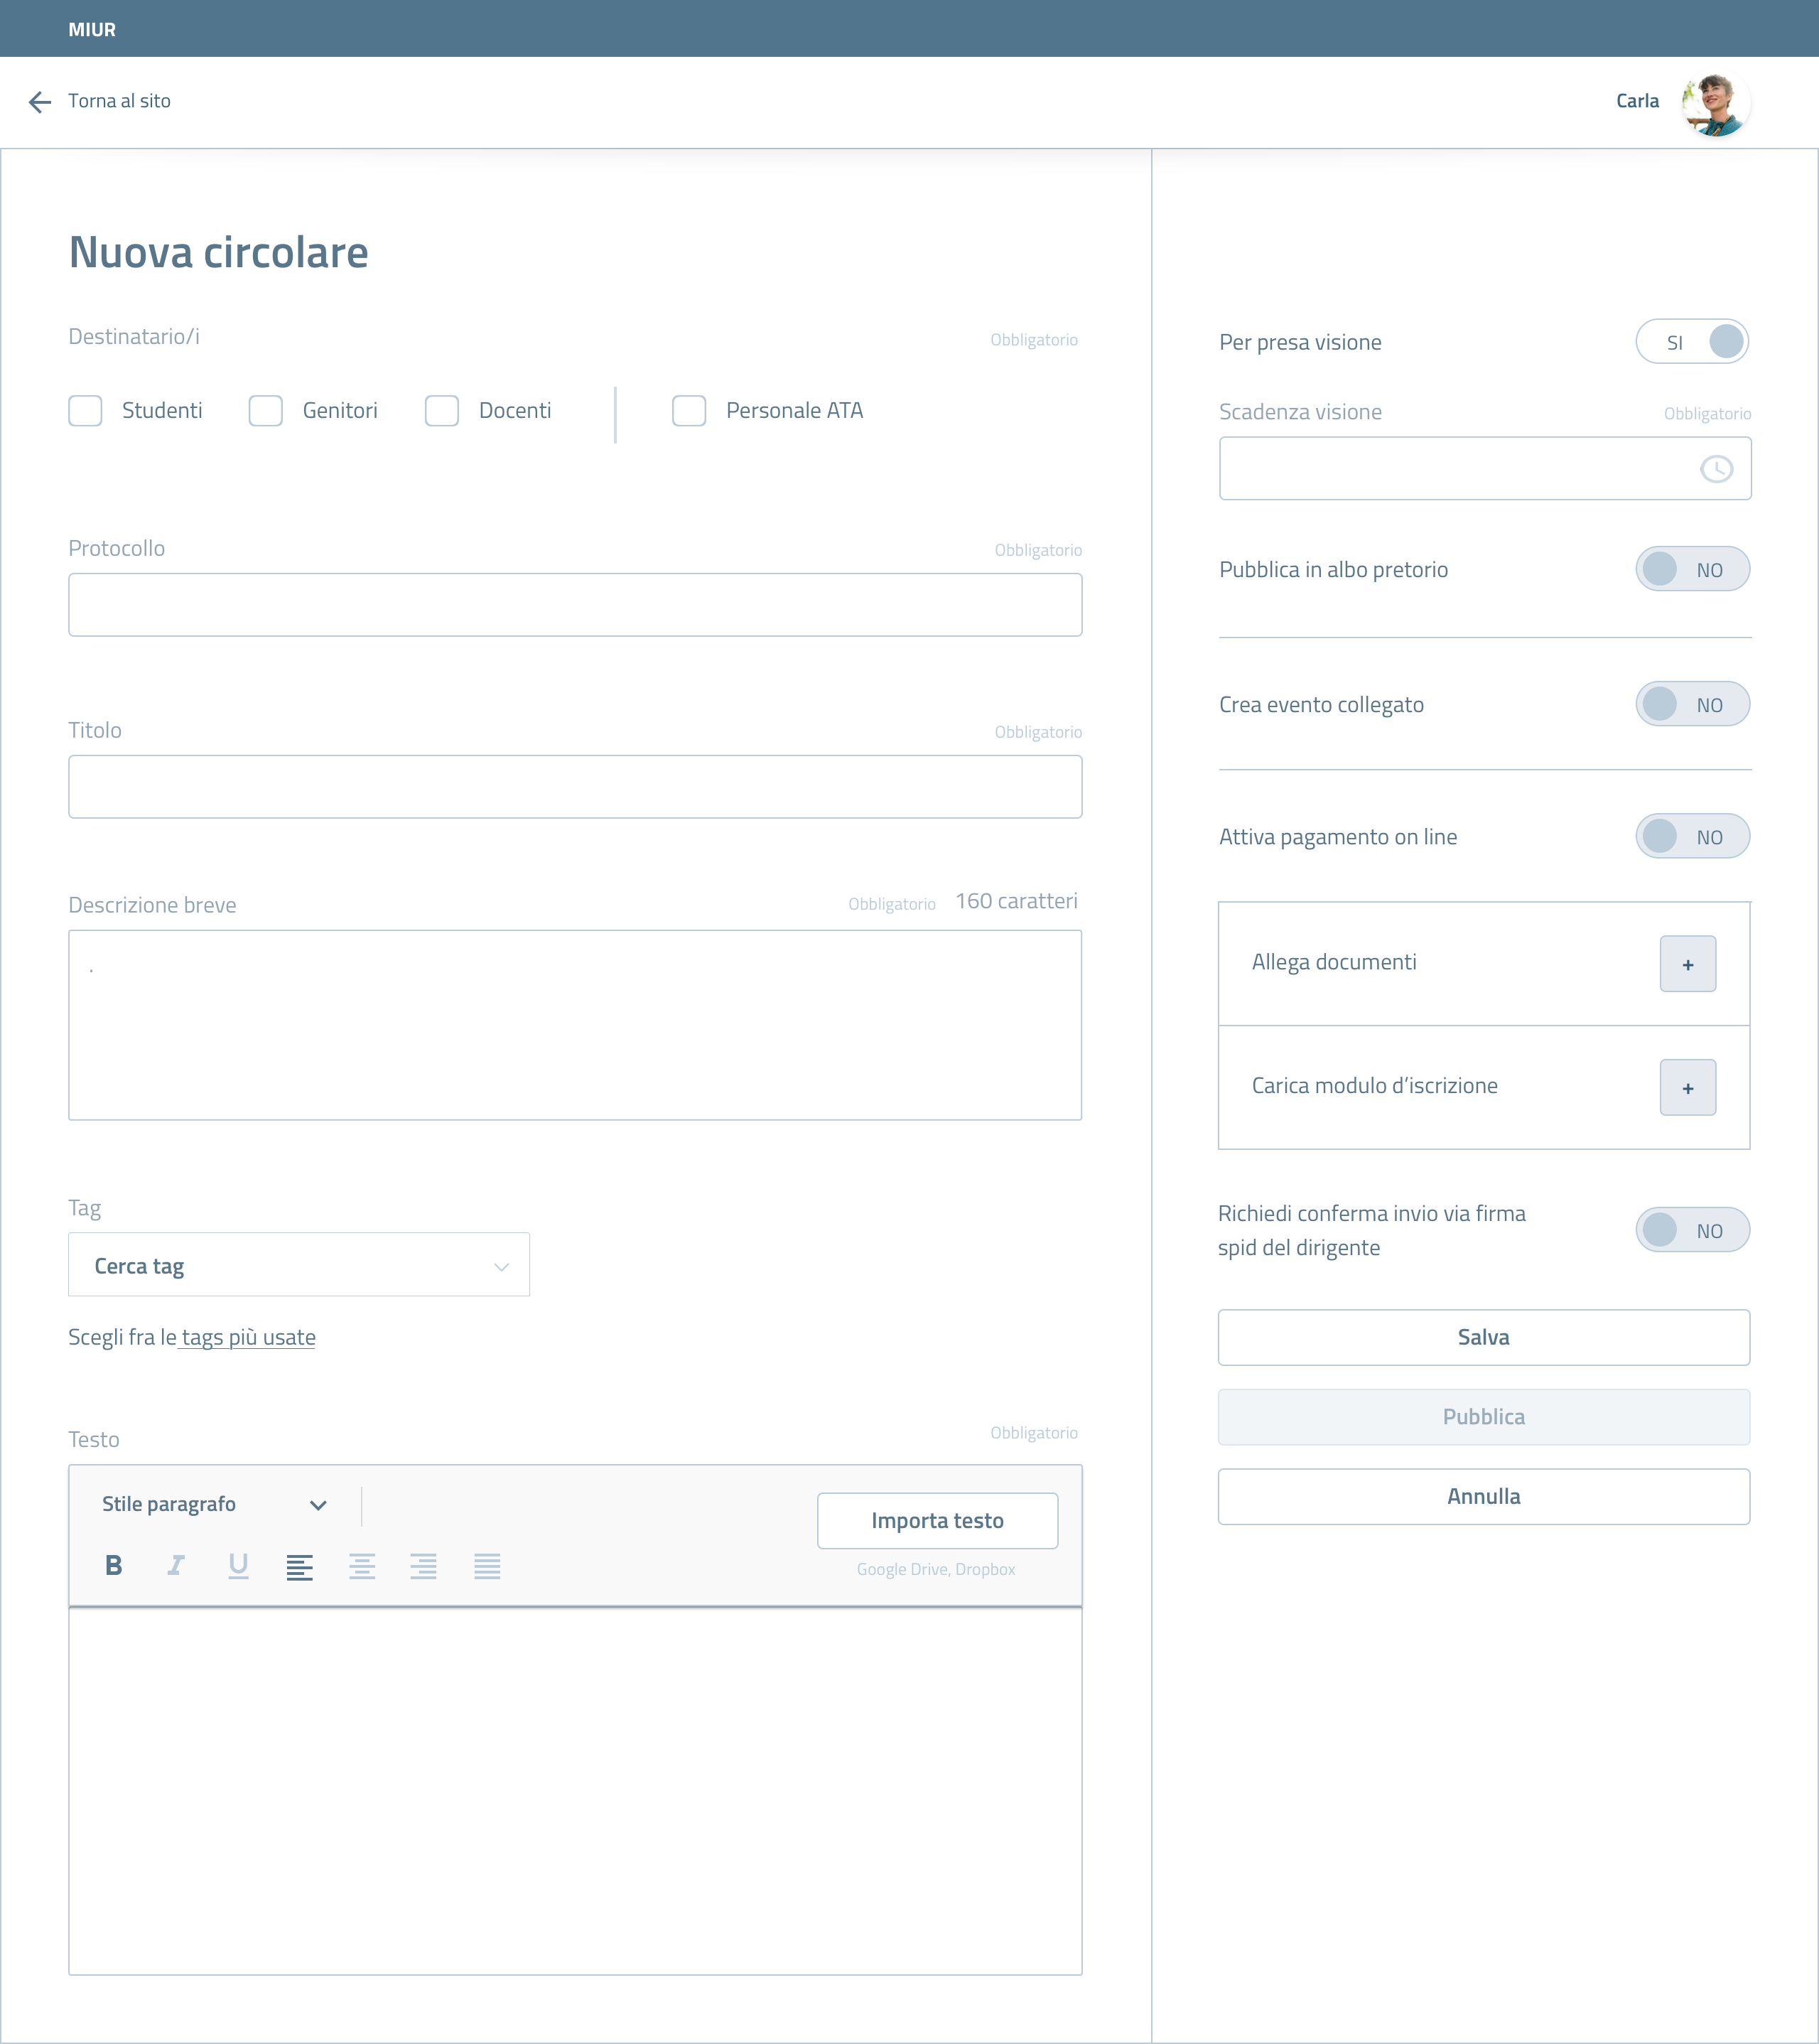 MIUR
Torna al sito
Carla
Nuova circolare
Destinatario/i
Obbligatorio
Studenti
Genitori
Docenti
Personale ATA
Protocollo
Obbligatorio
Titolo
Obbligatorio
Descrizione breve
Obbligatorio
160 caratteri
.
Tag
Cerca tag
Scegli fra le tags più usate
Testo
Obbligatorio
Stile paragrafo
Importa testo
B I U
Google Drive, Dropbox
Per presa visione
SI
Scadenza visione
Obbligatorio
Pubblica in albo pretorio
NO
Crea evento collegato
NO
Attiva pagamento on line
NO
Allega documenti
+
Carica modulo d’iscrizione
+
Richiedi conferma invio via firma
spid del dirigente
NO
Salva
Pubblica
Annulla